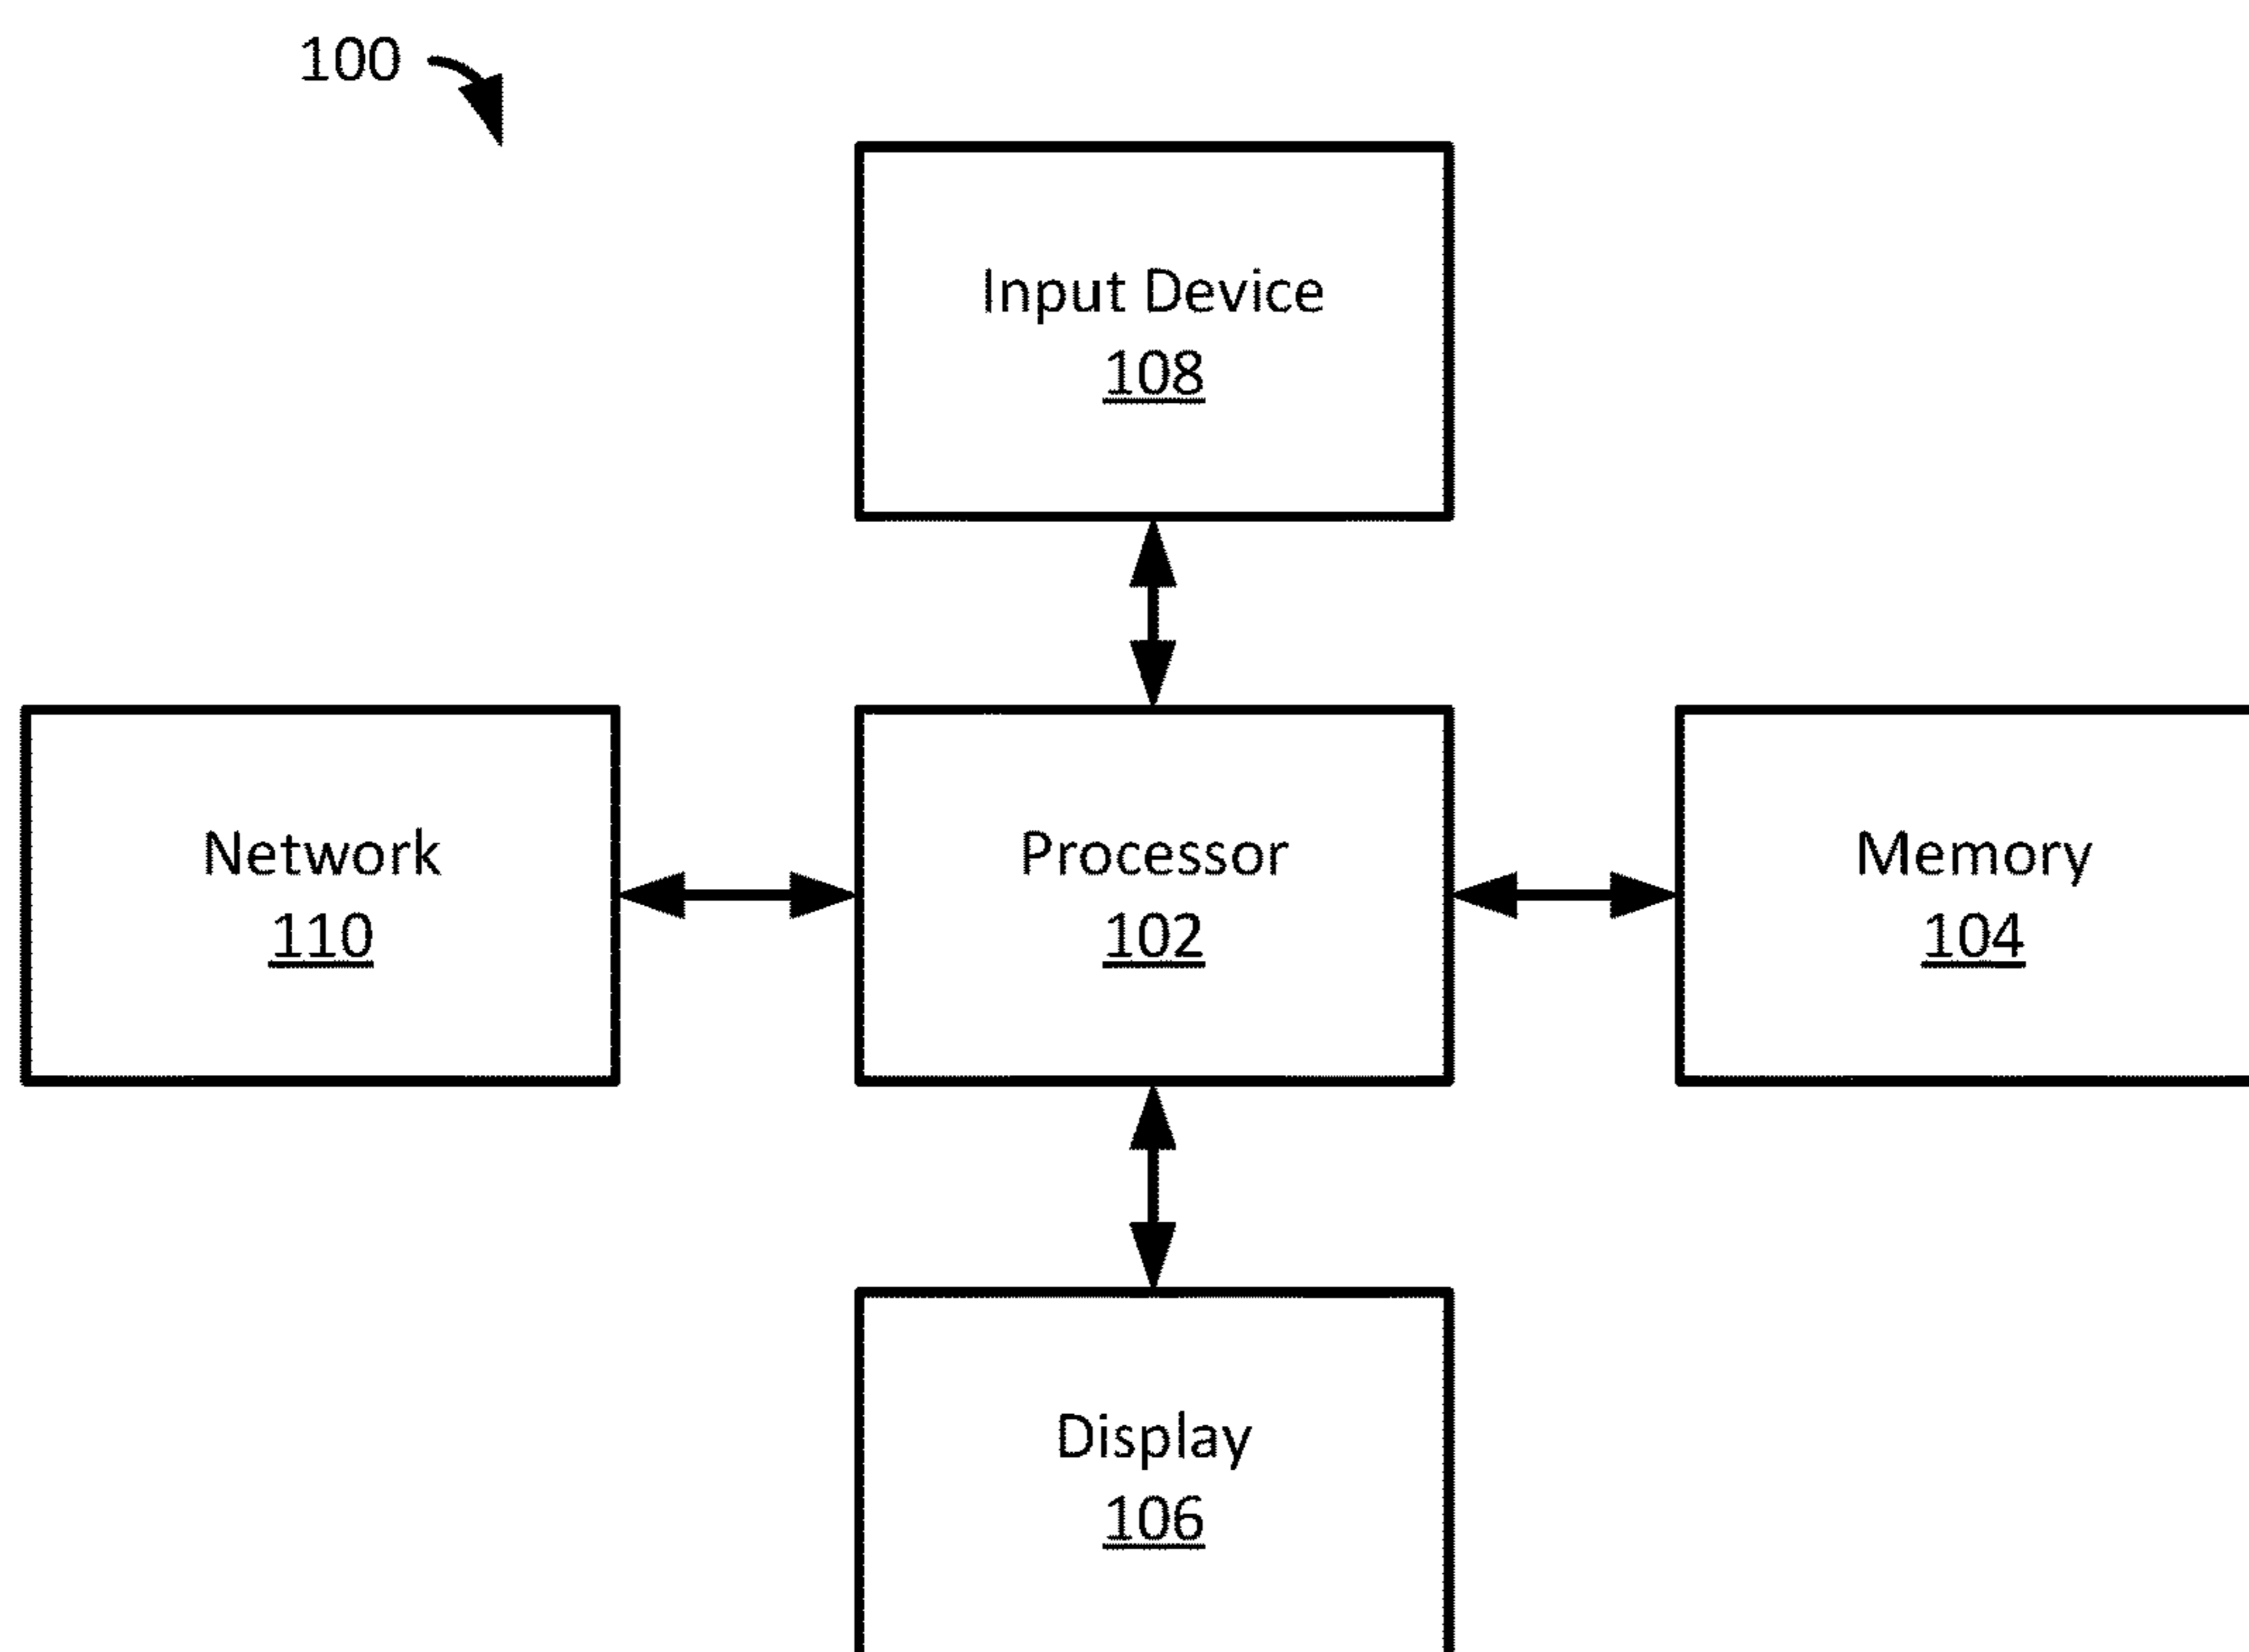 100
Input Device
108
Network
110
Processor
102
Memory
104
Display
106